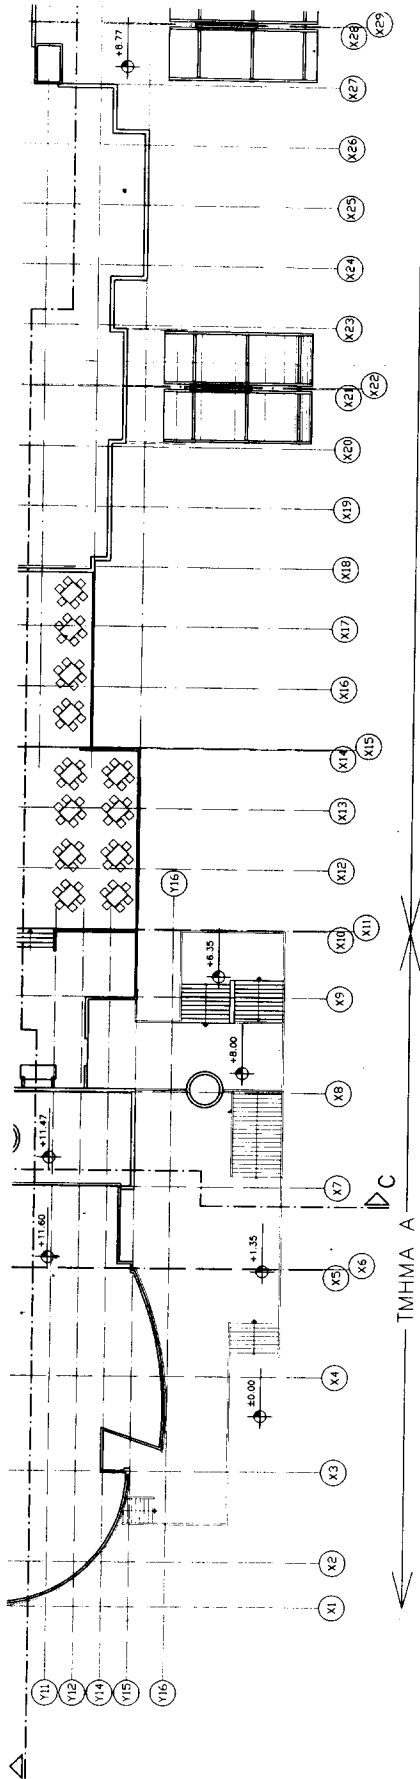 X29
X28
+8.77
X27
X26
X25
X24
X23
X22
X21
X20
X19
X18
X17
X16
X15
X14
X13
X12
Y16
X11
X10
+6.35
X9
+8.00
X8
+11.47
X7
C
+11.60
+1.35
X6
X5
ΤΜΗΜΑ Α
X4
±0.00
X3
X2
X1
Y11
Y12
Y14
Y15
Y16